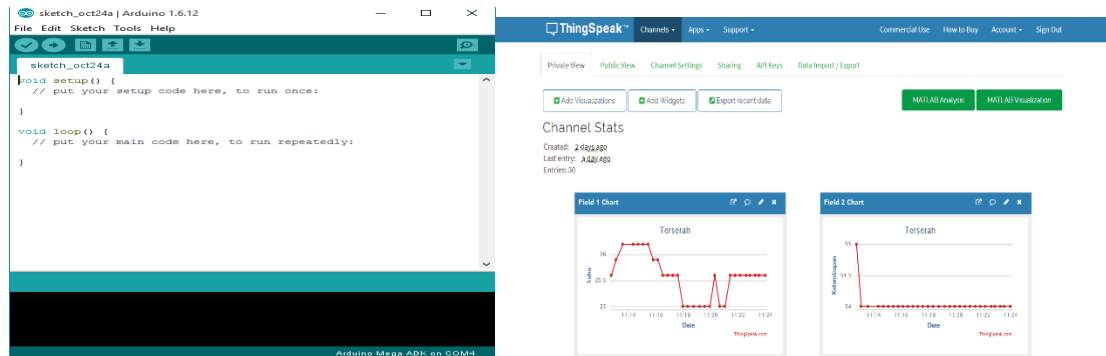 sketch_oct24a | Arduino 1.6.12
File Edit Sketch Tools Help
sketch_oct24a
void setup() {
// put your setup code here, to run once:
}
void loop() {
// put your main code here, to run repeatedly:
}
Arduino Mega ADK on COM4
ThingSpeak™
Channels
Apps
Support
Commercial Use
How to Buy
Account
Sign Out
Private View
Public View
Channel Settings
Sharing
API Keys
Data Import / Export
Add Visualizations
Add Widgets
Export recent data
MATLAB Analysis
MATLAB Visualization
Channel Stats
Created: 2 days ago
Last entry: a day ago
Entries: 30
Field 1 Chart
Terserah
Suhu
26
25.5
25
11:14 11:16 11:18 11:20 11:22 11:24
Date
ThingSpeak.com
Field 2 Chart
Terserah
Kelembapan
55
54.5
54
11:14 11:16 11:18 11:20 11:22 11:24
Date
ThingSpeak.com